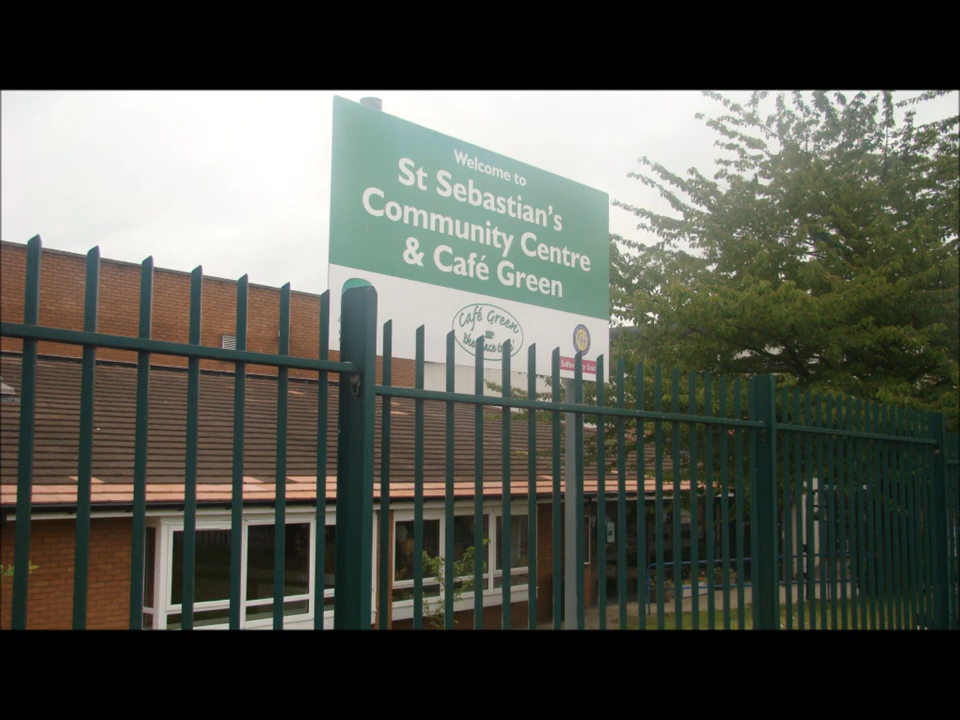 Welcome to
St Sebastian's
Community Centre
& Café Green
Café Green